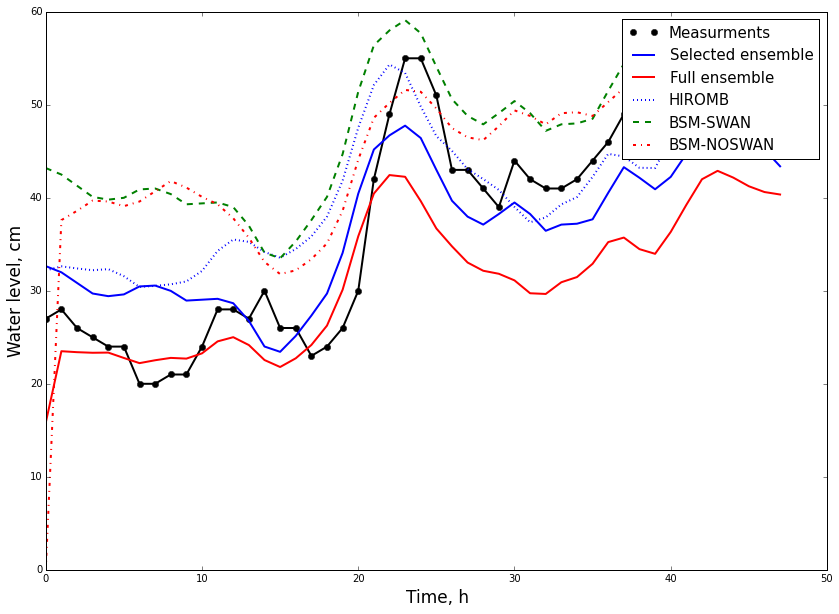 60
50
40
30
20
10
0
0 10 20 30 40 50
Water level, cm
Time, h
Measurments
Selected ensemble
Full ensemble
HIROMB
BSM-SWAN
BSM-NOSWAN